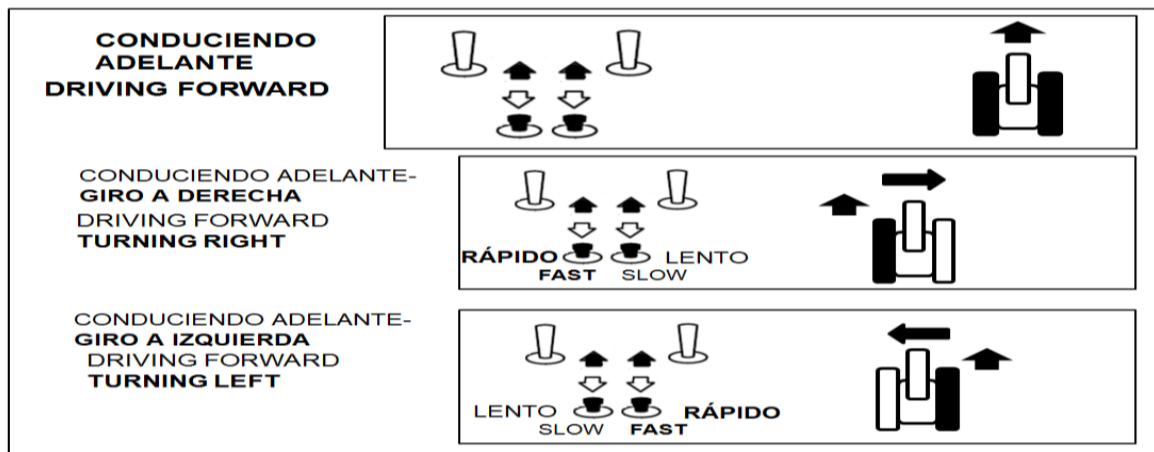 CONDUCIENDO
ADELANTE
DRIVING FORWARD
CONDUCIENDO ADELANTE-
GIRO A DERECHA
DRIVING FORWARD
TURNING RIGHT
RÁPIDO LENTO
FAST SLOW
CONDUCIENDO ADELANTE-
GIRO A IZQUIERDA
DRIVING FORWARD
TURNING LEFT
LENTO RÁPIDO
SLOW FAST